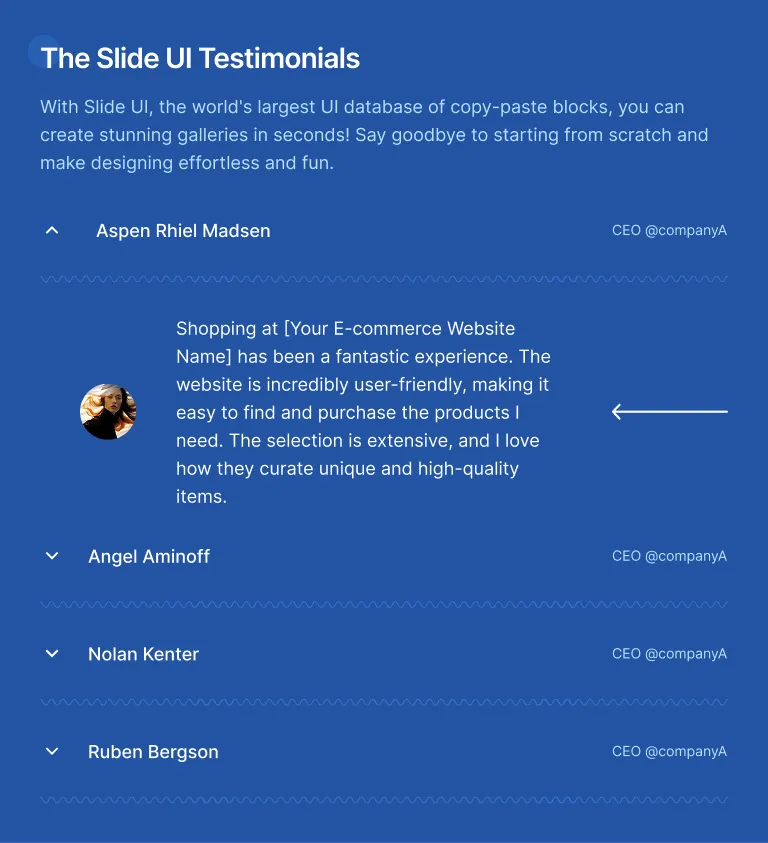 The Slide UI Testimonials
With Slide UI, the world's largest UI database of copy-paste blocks, you can
create stunning galleries in seconds! Say goodbye to starting from scratch and
make designing effortless and fun.
Aspen Rhiel Madsen
CEO @companyA
Shopping at [Your E-commerce Website
Name] has been a fantastic experience. The
website is incredibly user-friendly, making it
easy to find and purchase the products I
need. The selection is extensive, and I love
how they curate unique and high-quality
items.
Angel Aminoff
CEO @companyA
Nolan Kenter
CEO @companyA
Ruben Bergson
CEO @companyA